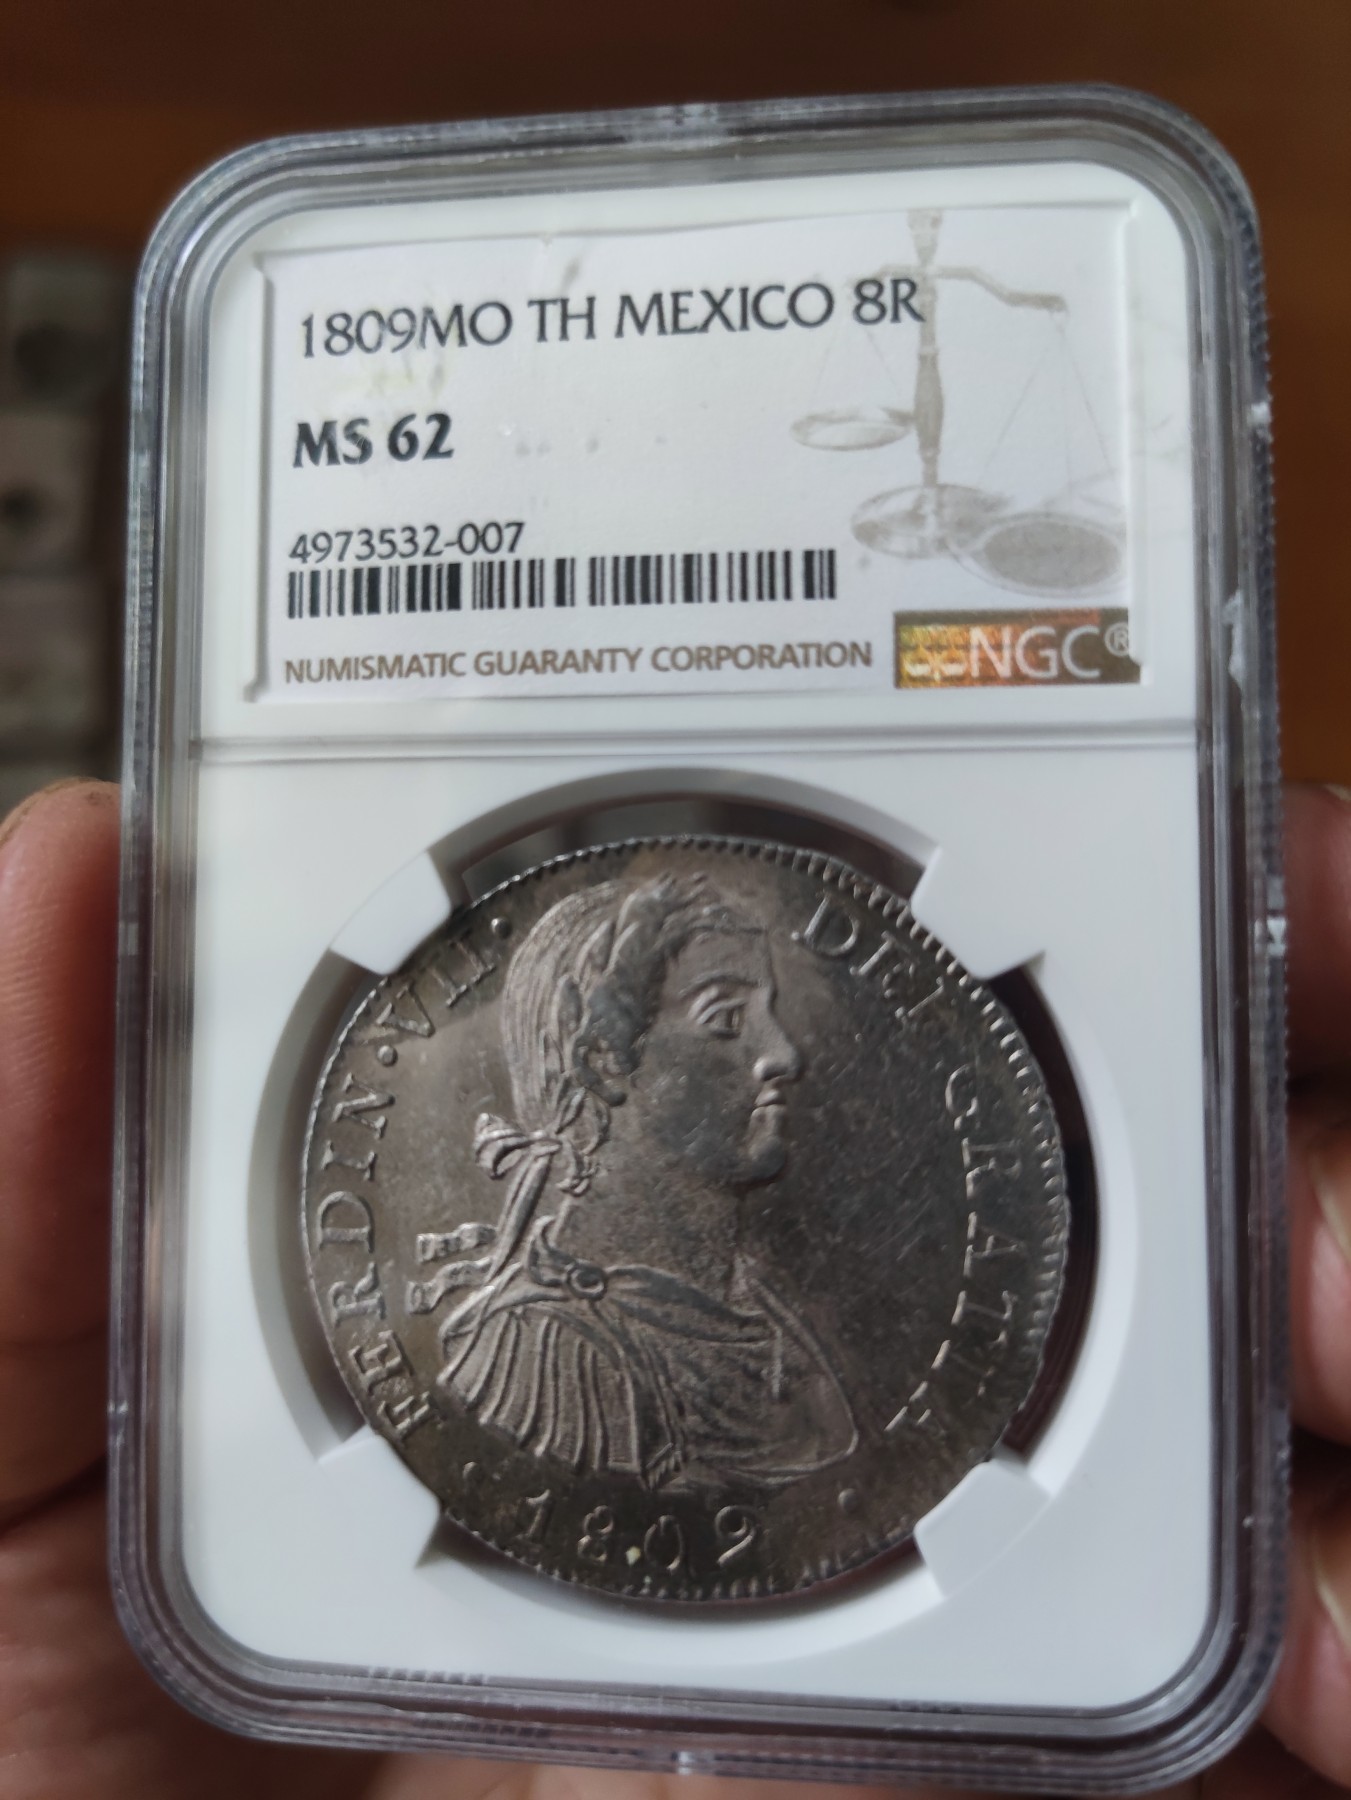 1809MO TH MEXICO 8R
MS 62
4973532-007
NUMISMATIC GUARANTY CORPORATION
NGC®
FERDIN·VII· DEI·GRATIA
·1809·